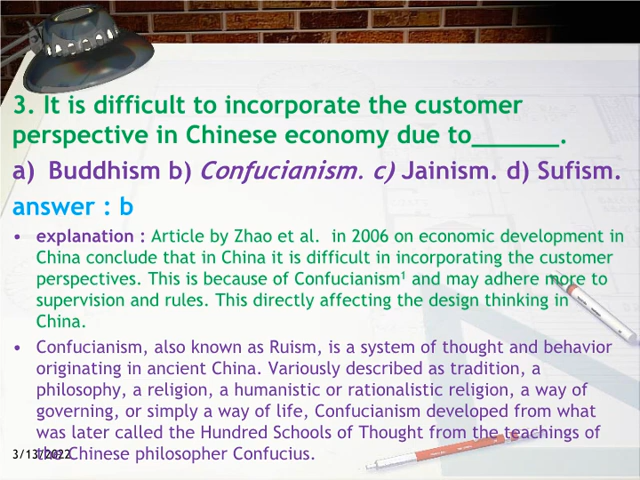 3. It is difficult to incorporate the customer
perspective in Chinese economy due to_______.
a) Buddhism b) Confucianism. c) Jainism. d) Sufism.
answer : b
• explanation : Article by Zhao et al. in 2006 on economic development in
China conclude that in China it is difficult in incorporating the customer
perspectives. This is because of Confucianism¹ and may adhere more to
supervision and rules. This directly affecting the design thinking in
China.
• Confucianism, also known as Ruism, is a system of thought and behavior
originating in ancient China. Variously described as tradition, a
philosophy, a religion, a humanistic or rationalistic religion, a way of
governing, or simply a way of life, Confucianism developed from what
was later called the Hundred Schools of Thought from the teachings of
the Chinese philosopher Confucius.
3/13/2022